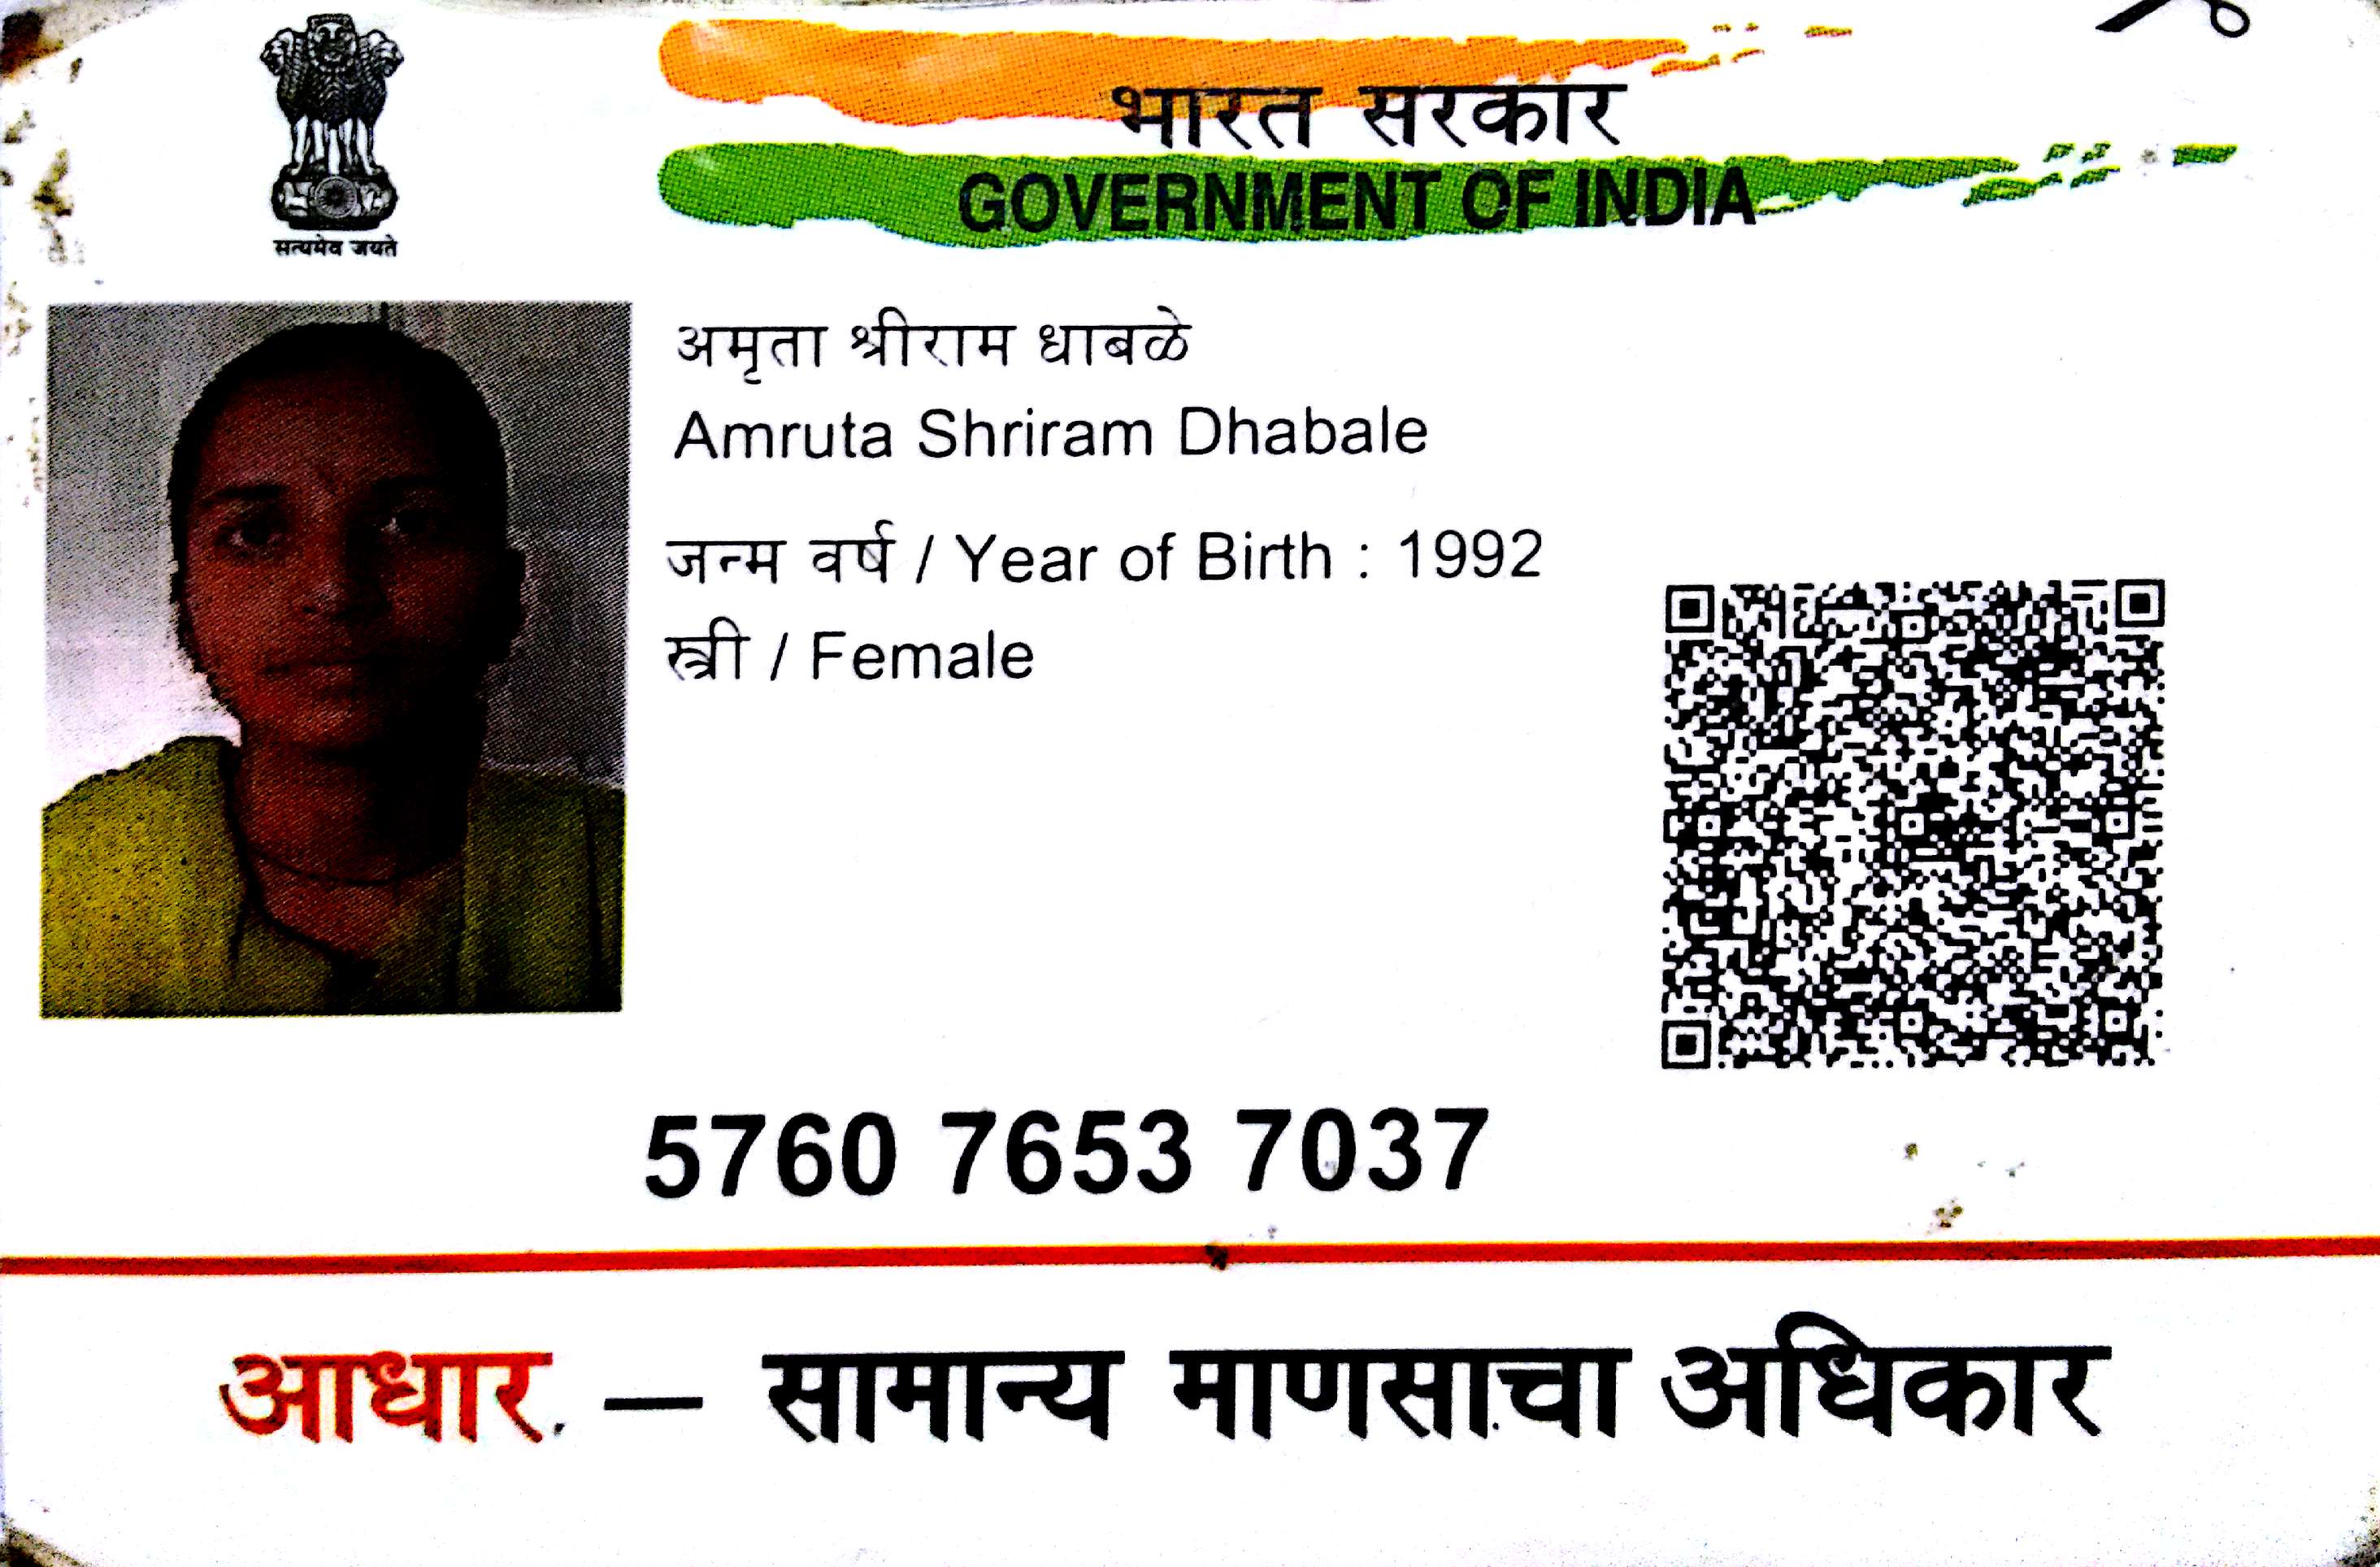 सत्यमेव जयते
भारत सरकार
GOVERNMENT OF INDIA
अमृता श्रीराम धाबळे
Amruta Shriram Dhabale
जन्म वर्ष / Year of Birth : 1992
स्त्री / Female
5760 7653 7037
आधार – सामान्य माणसाचा अधिकार